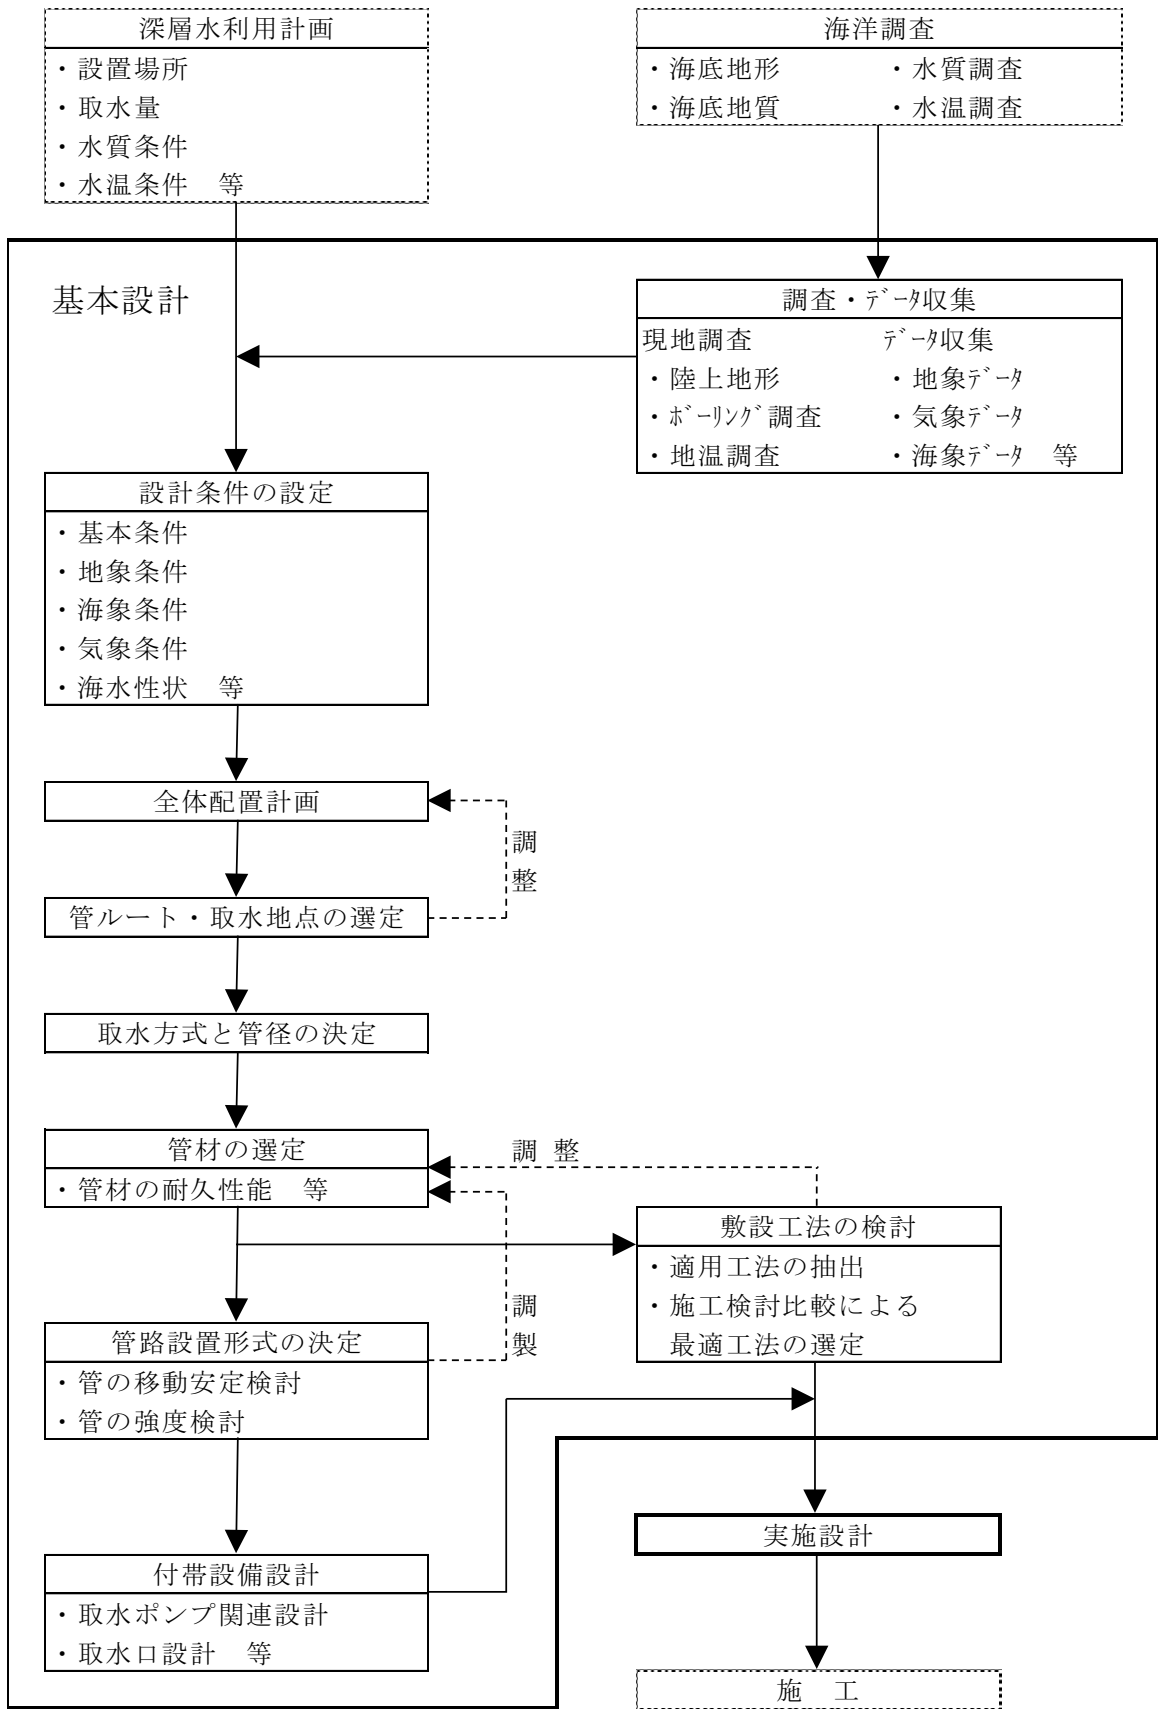 深層水利用計画
・設置場所
・取水量
・水質条件
・水温条件　等
海洋調査
・海底地形　・水質調査
・海底地質　・水温調査
基本設計
調査・ﾃﾞｰﾀ収集
現地調査　ﾃﾞｰﾀ収集
・陸上地形　・地象ﾃﾞｰﾀ
・ﾎﾞｰﾘﾝｸﾞ調査　・気象ﾃﾞｰﾀ
・地温調査　・海象ﾃﾞｰﾀ　等
設計条件の設定
・基本条件
・地象条件
・海象条件
・気象条件
・海水性状　等
全体配置計画
調整
管ルート・取水地点の選定
取水方式と管径の決定
管材の選定
・管材の耐久性能　等
調 整
敷設工法の検討
・適用工法の抽出
・施工検討比較による
最適工法の選定
調製
管路設置形式の決定
・管の移動安定検討
・管の強度検討
付帯設備設計
・取水ポンプ関連設計
・取水口設計　等
実施設計
施　工